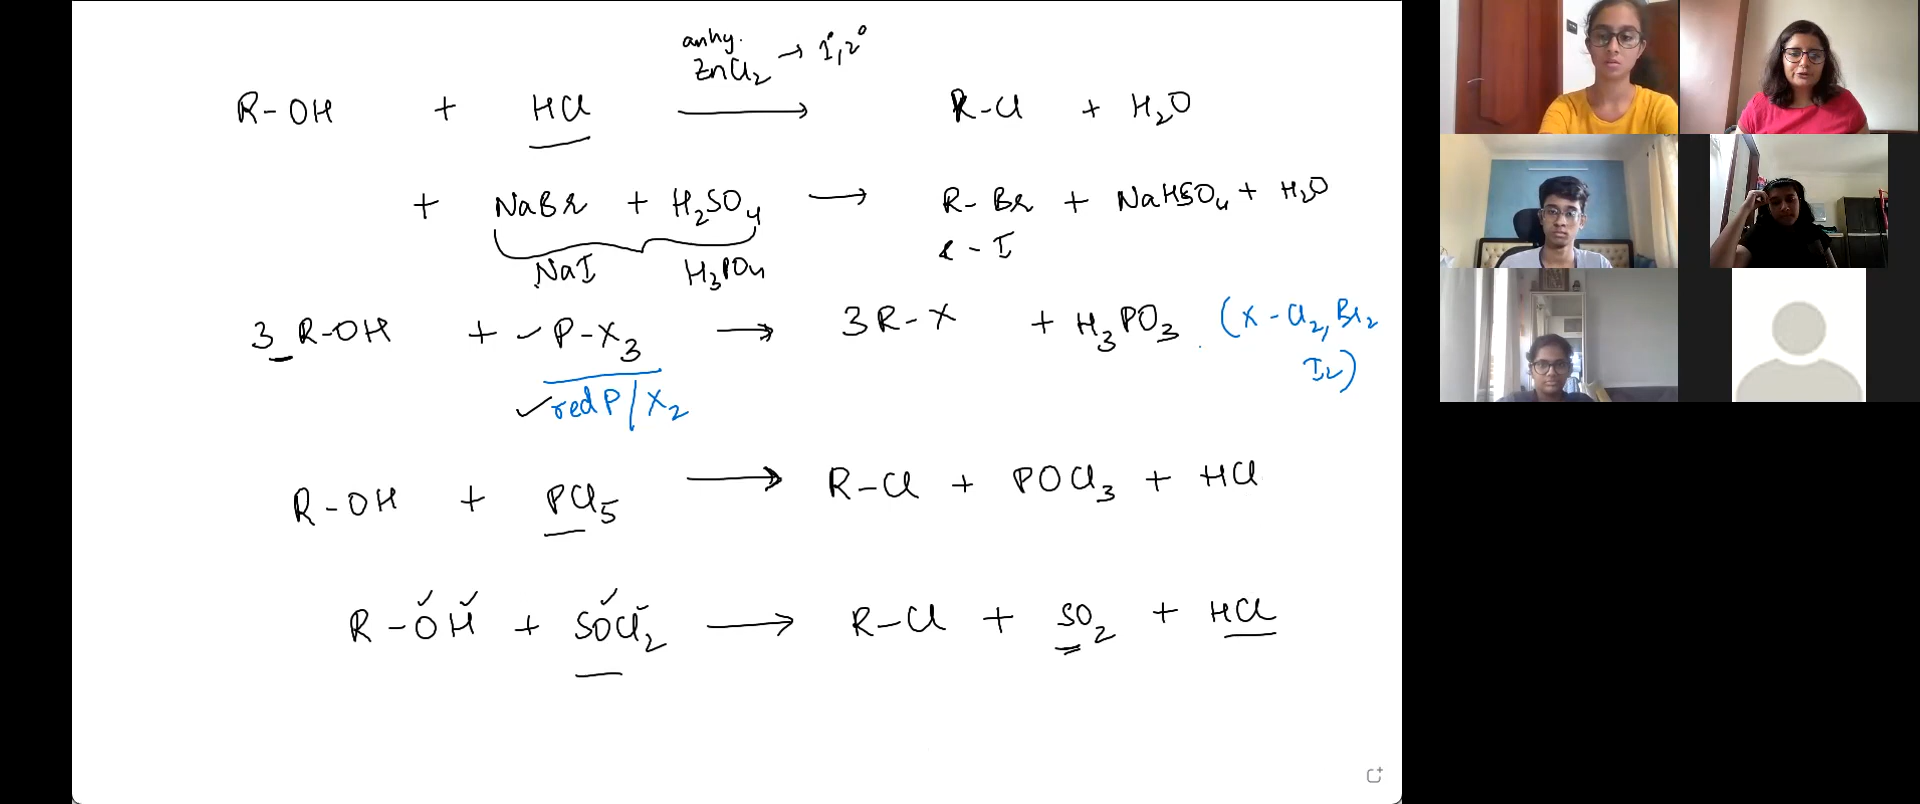 anhy.
ZnCl2 → 1°, 2°
R-OH + HCl → R-Cl + H2O
+ NaBr + H2SO4 → R-Br + NaHSO4 + H2O
NaI H3PO4 R-I
3 R-OH + ✓ P-X3 → 3R-X + H3PO3 (X - Cl2, Br2
I2)
✓ red P/X2
R-OH + PCl5 → R-Cl + POCl3 + HCl
R-OH + SOCl2 → R-Cl + SO2 + HCl